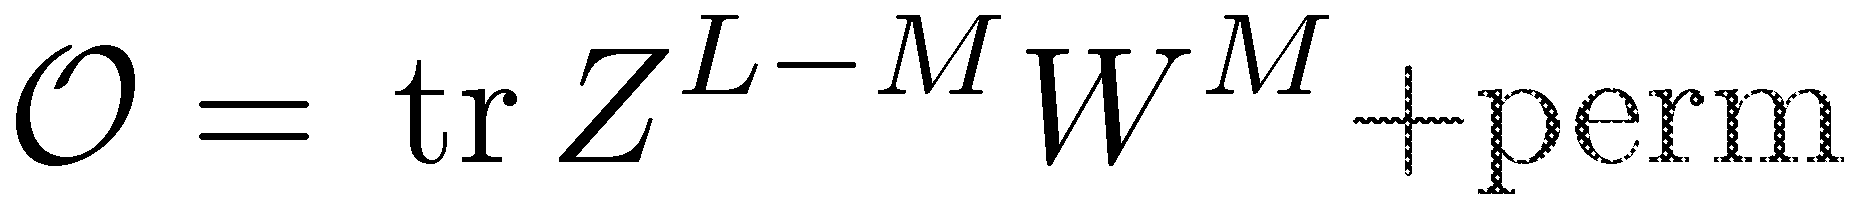 𝒪 = tr Z^{L−M} W^M + perm